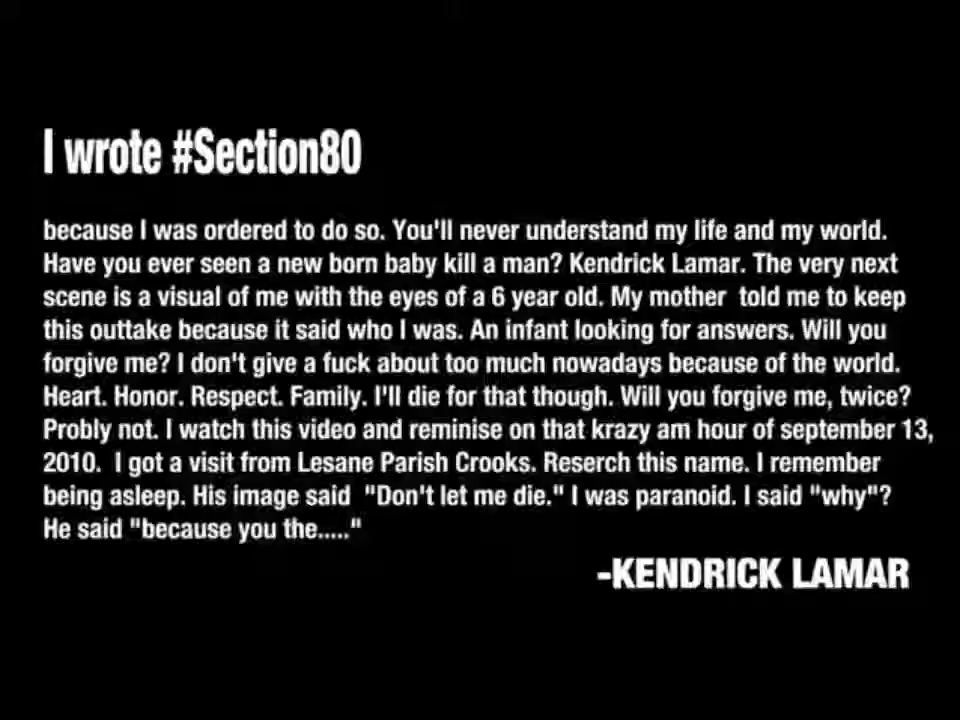 I wrote #Section80
because I was ordered to do so. You'll never understand my life and my world.
Have you ever seen a new born baby kill a man? Kendrick Lamar. The very next
scene is a visual of me with the eyes of a 6 year old. My mother  told me to keep
this outtake because it said who I was. An infant looking for answers. Will you
forgive me? I don't give a fuck about too much nowadays because of the world.
Heart. Honor. Respect. Family. I'll die for that though. Will you forgive me, twice?
Probly not. I watch this video and reminise on that krazy am hour of september 13,
2010.  I got a visit from Lesane Parish Crooks. Reserch this name. I remember
being asleep. His image said  "Don't let me die." I was paranoid. I said "why"?
He said "because you the....."
-KENDRICK LAMAR